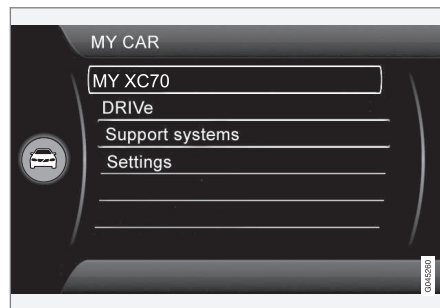 MY CAR
MY XC70
DRIVe
Support systems
Settings
G045260